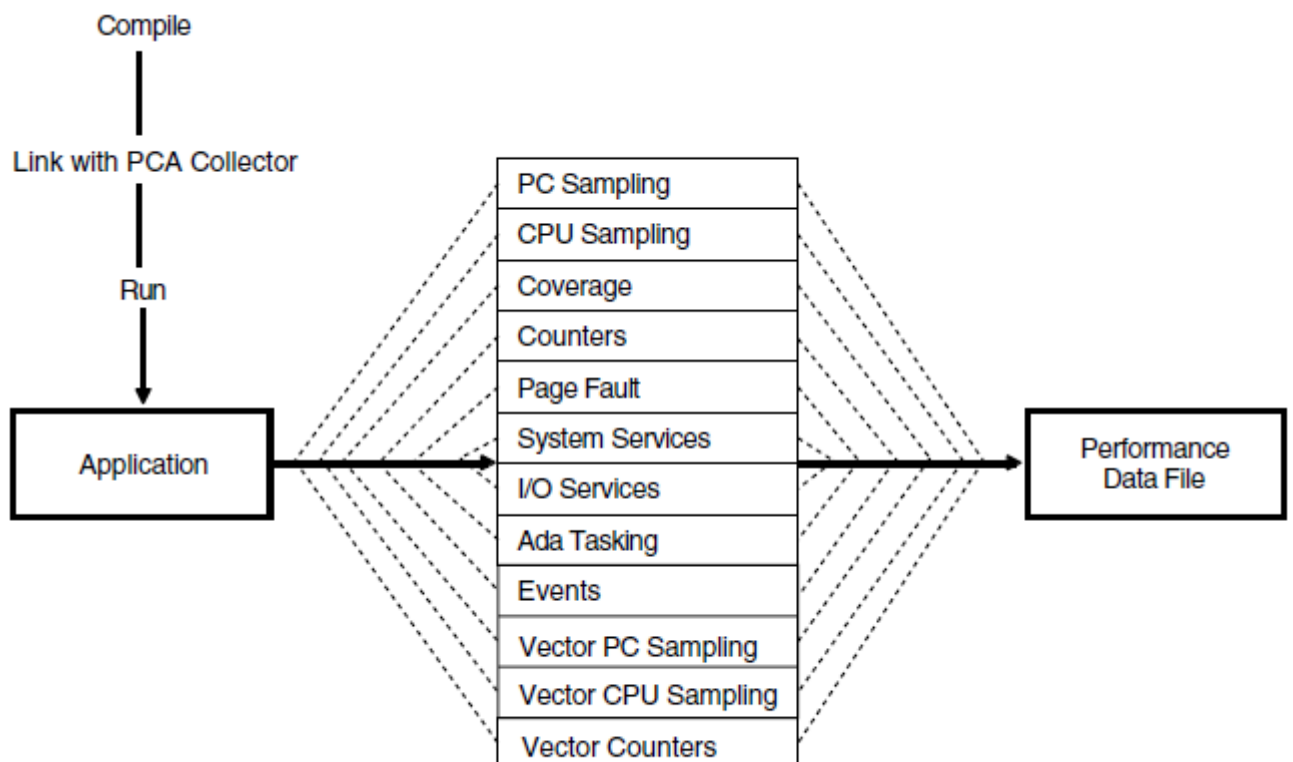 Compile
Link with PCA Collector
Run
Application
PC Sampling
CPU Sampling
Coverage
Counters
Page Fault
System Services
I/O Services
Ada Tasking
Events
Vector PC Sampling
Vector CPU Sampling
Vector Counters
Performance
Data File